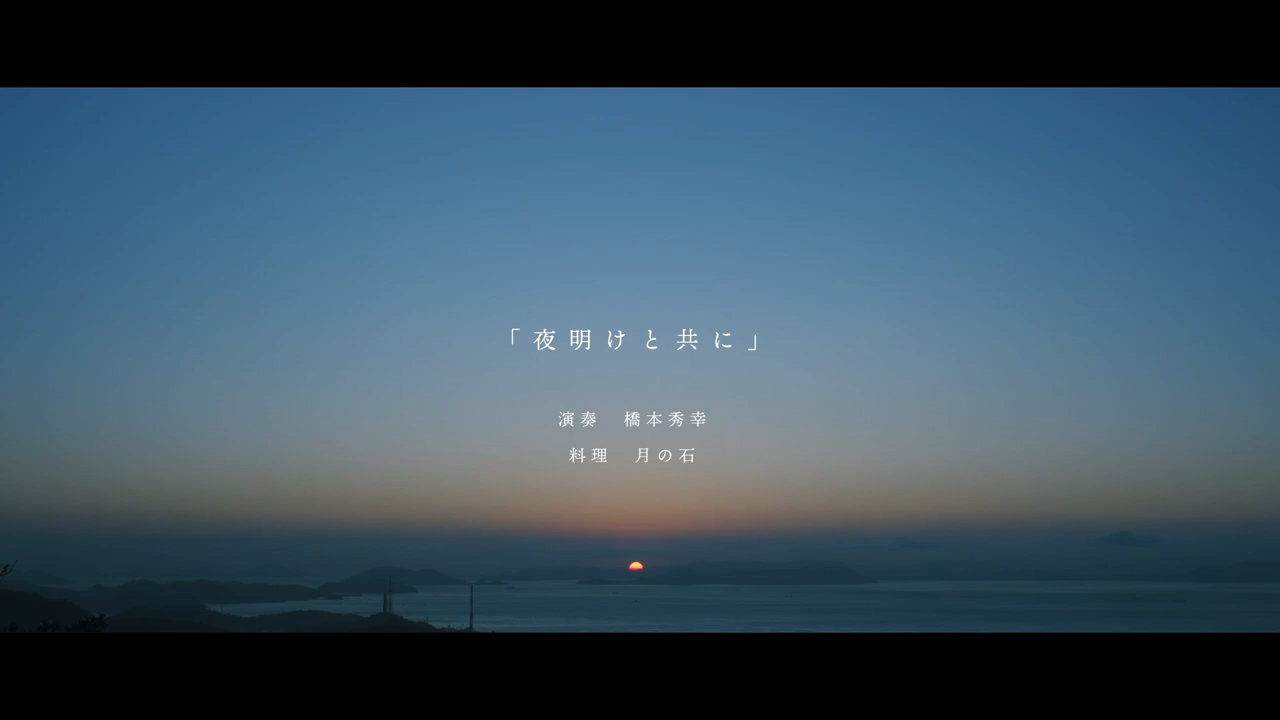 「夜明けと共に」
演奏　橋本秀幸
料理　月の石